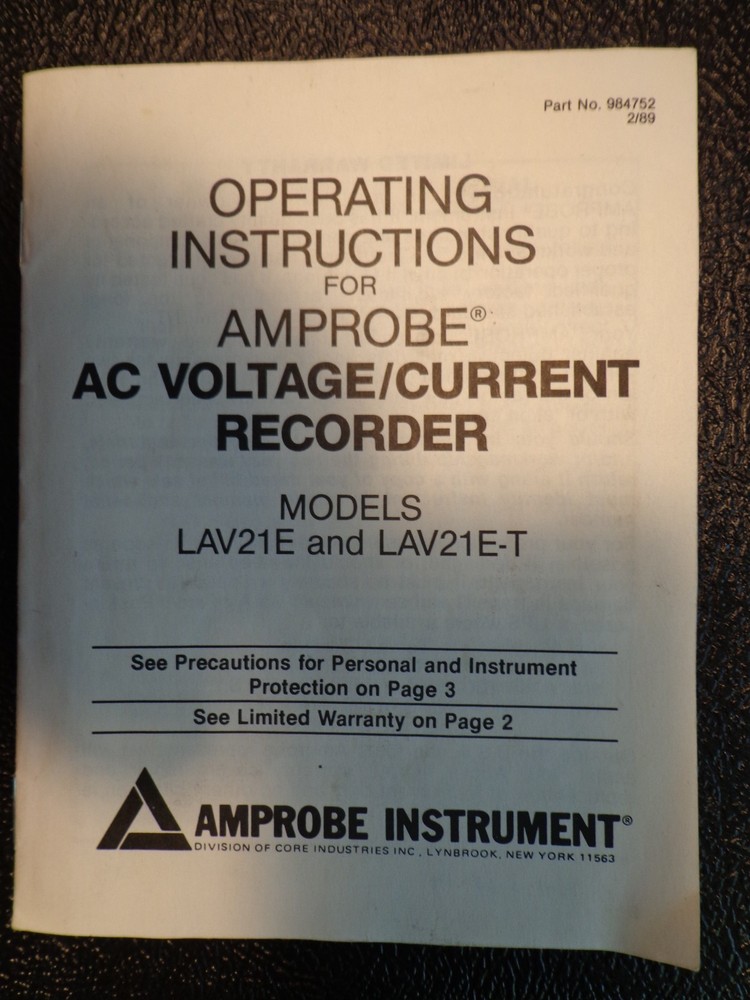 Part No. 984752
2/89
OPERATING
INSTRUCTIONS
FOR
AMPROBE®
AC VOLTAGE/CURRENT
RECORDER
MODELS
LAV21E and LAV21E-T
See Precautions for Personal and Instrument
Protection on Page 3
See Limited Warranty on Page 2
AMPROBE INSTRUMENT®
DIVISION OF CORE INDUSTRIES INC., LYNBROOK, NEW YORK 11563